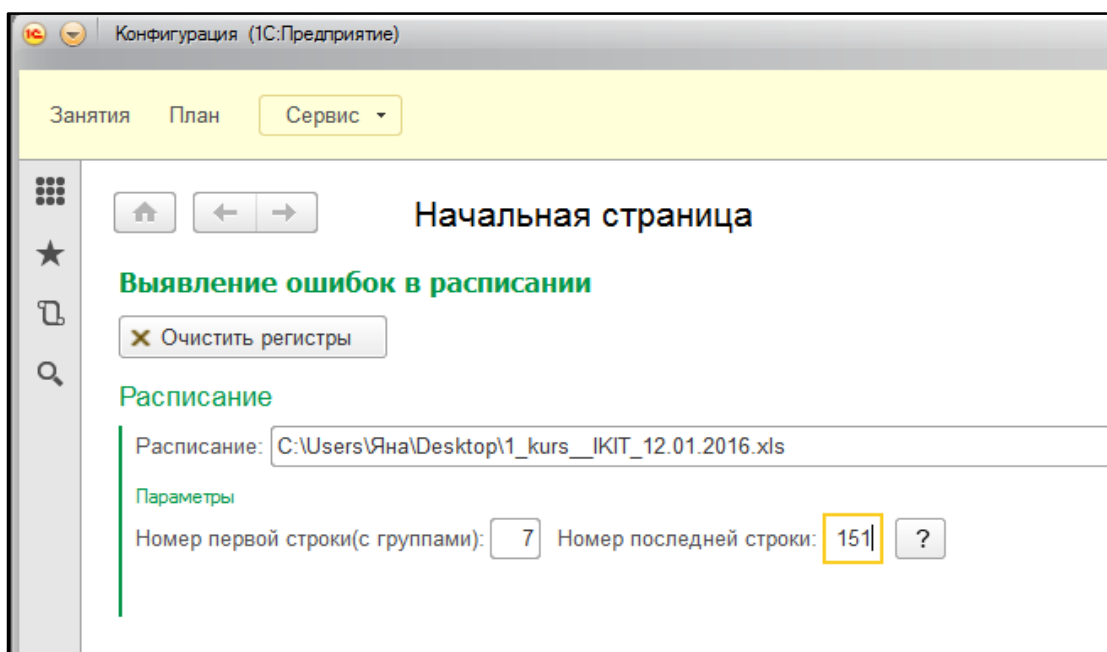 1С Конфигурация (1С:Предприятие)
Занятия План Сервис
Начальная страница
Выявление ошибок в расписании
Очистить регистры
Расписание
Расписание: C:\Users\Яна\Desktop\1_kurs__IKIT_12.01.2016.xls
Параметры
Номер первой строки(с группами): 7 Номер последней строки: 151 ?